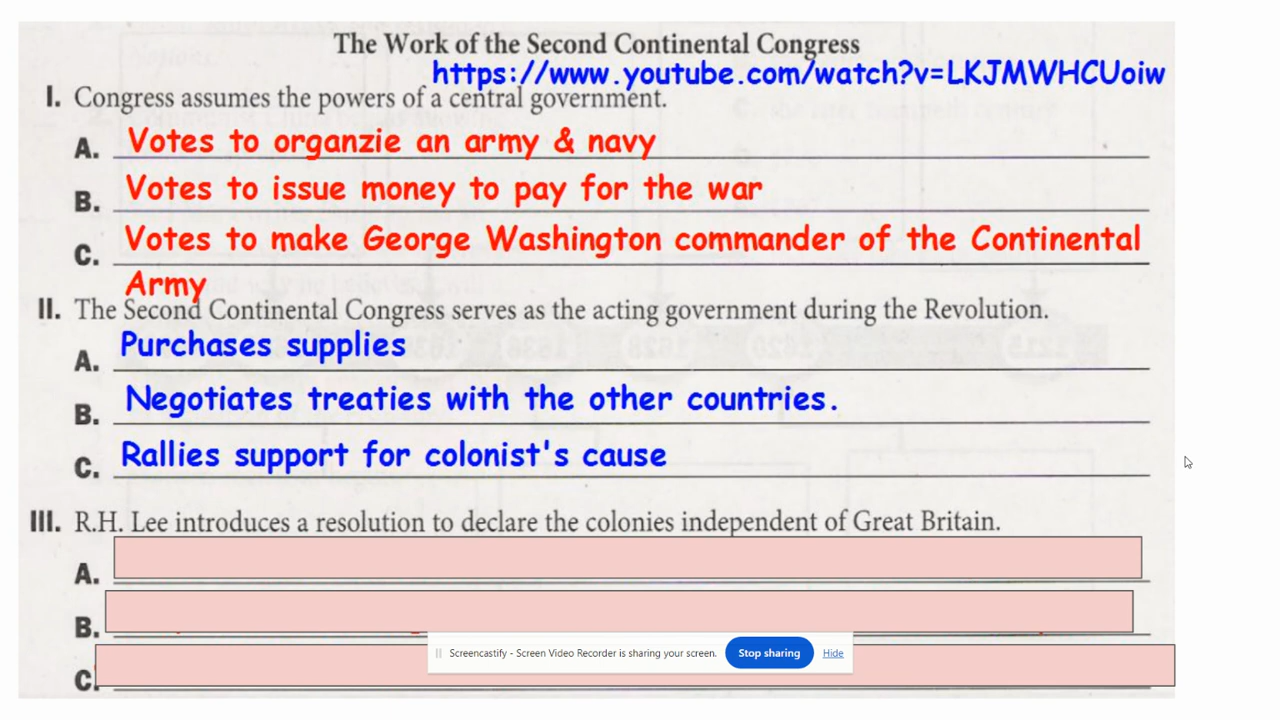 The Work of the Second Continental Congress
https://www.youtube.com/watch?v=LKJMWHCUoiw
I. Congress assumes the powers of a central government.
A. Votes to organzie an army & navy
B. Votes to issue money to pay for the war
C. Votes to make George Washington commander of the Continental
Army
II. The Second Continental Congress serves as the acting government during the Revolution.
A. Purchases supplies
B. Negotiates treaties with the other countries.
C. Rallies support for colonist's cause
III. R.H. Lee introduces a resolution to declare the colonies independent of Great Britain.
A.
B.
Screencastify - Screen Video Recorder is sharing your screen. Stop sharing Hide
C.